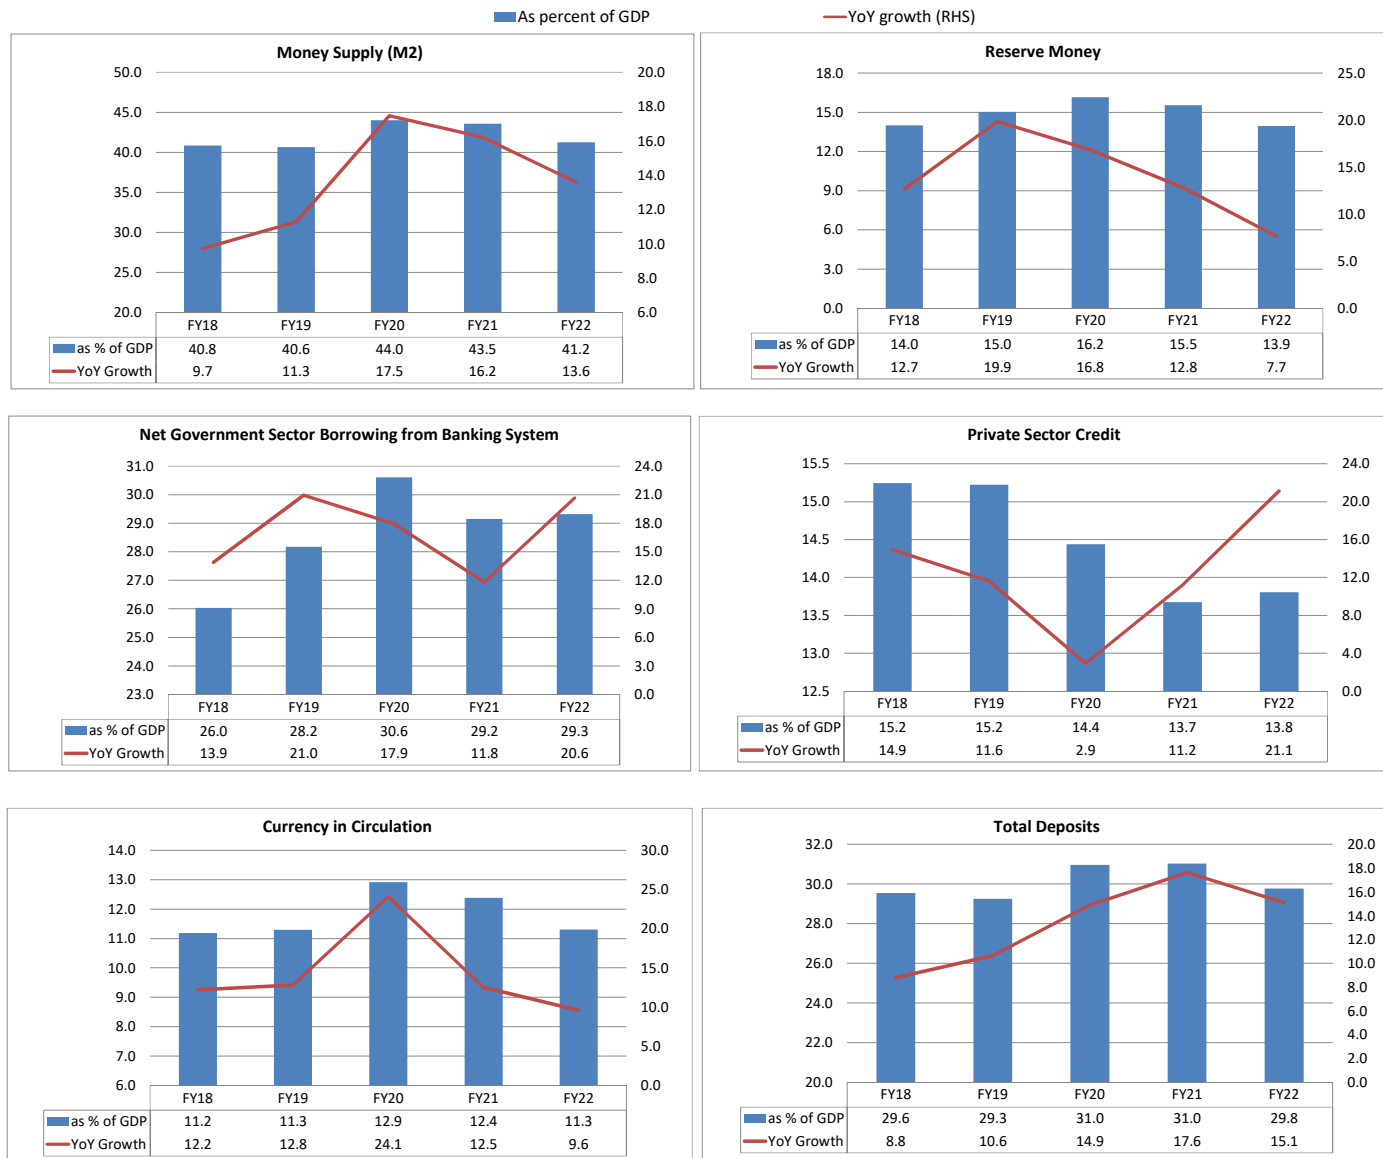 As percent of GDP YoY growth (RHS)
Money Supply (M2)
50.0 20.0
45.0 18.0
40.0 16.0
35.0 14.0
30.0 12.0
25.0 10.0
20.0 8.0
6.0
FY18 FY19 FY20 FY21 FY22
as % of GDP 40.8 40.6 44.0 43.5 41.2
YoY Growth 9.7 11.3 17.5 16.2 13.6
Reserve Money
18.0 25.0
15.0 20.0
12.0 15.0
9.0 10.0
6.0 5.0
3.0 0.0
0.0
FY18 FY19 FY20 FY21 FY22
as % of GDP 14.0 15.0 16.2 15.5 13.9
YoY Growth 12.7 19.9 16.8 12.8 7.7
Net Government Sector Borrowing from Banking System
31.0 24.0
30.0 21.0
29.0 18.0
28.0 15.0
27.0 12.0
26.0 9.0
25.0 6.0
24.0 3.0
23.0 0.0
FY18 FY19 FY20 FY21 FY22
as % of GDP 26.0 28.2 30.6 29.2 29.3
YoY Growth 13.9 21.0 17.9 11.8 20.6
Private Sector Credit
15.5 24.0
15.0 20.0
14.5 16.0
14.0 12.0
13.5 8.0
13.0 4.0
12.5 0.0
FY18 FY19 FY20 FY21 FY22
as % of GDP 15.2 15.2 14.4 13.7 13.8
YoY Growth 14.9 11.6 2.9 11.2 21.1
Currency in Circulation
14.0 30.0
13.0 25.0
12.0 20.0
11.0 15.0
10.0 10.0
9.0 5.0
8.0 0.0
7.0
6.0
FY18 FY19 FY20 FY21 FY22
as % of GDP 11.2 11.3 12.9 12.4 11.3
YoY Growth 12.2 12.8 24.1 12.5 9.6
Total Deposits
32.0 20.0
30.0 18.0
28.0 16.0
26.0 14.0
24.0 12.0
22.0 10.0
20.0 8.0
6.0
4.0
2.0
0.0
FY18 FY19 FY20 FY21 FY22
as % of GDP 29.6 29.3 31.0 31.0 29.8
YoY Growth 8.8 10.6 14.9 17.6 15.1